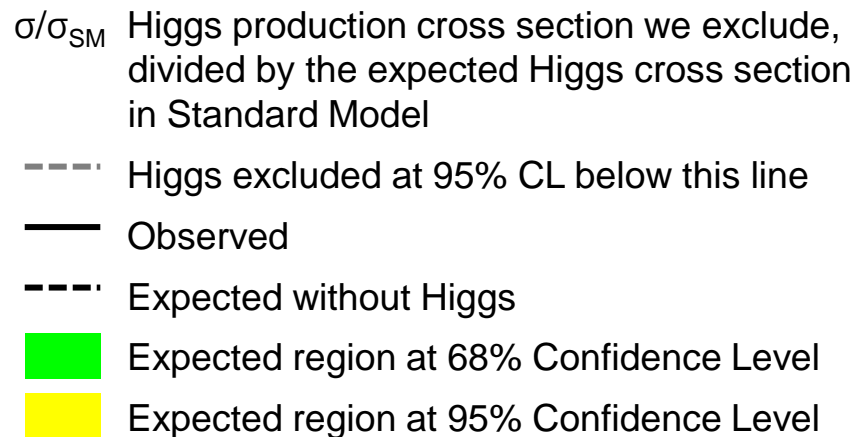 σ/σSM Higgs production cross section we exclude,
divided by the expected Higgs cross section
in Standard Model
Higgs excluded at 95% CL below this line
Observed
Expected without Higgs
Expected region at 68% Confidence Level
Expected region at 95% Confidence Level